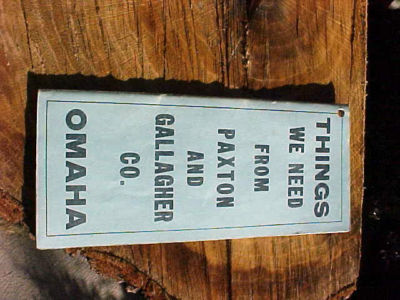 THINGS
WE NEED
FROM
PAXTON
AND
GALLAGHER
CO.
OMAHA